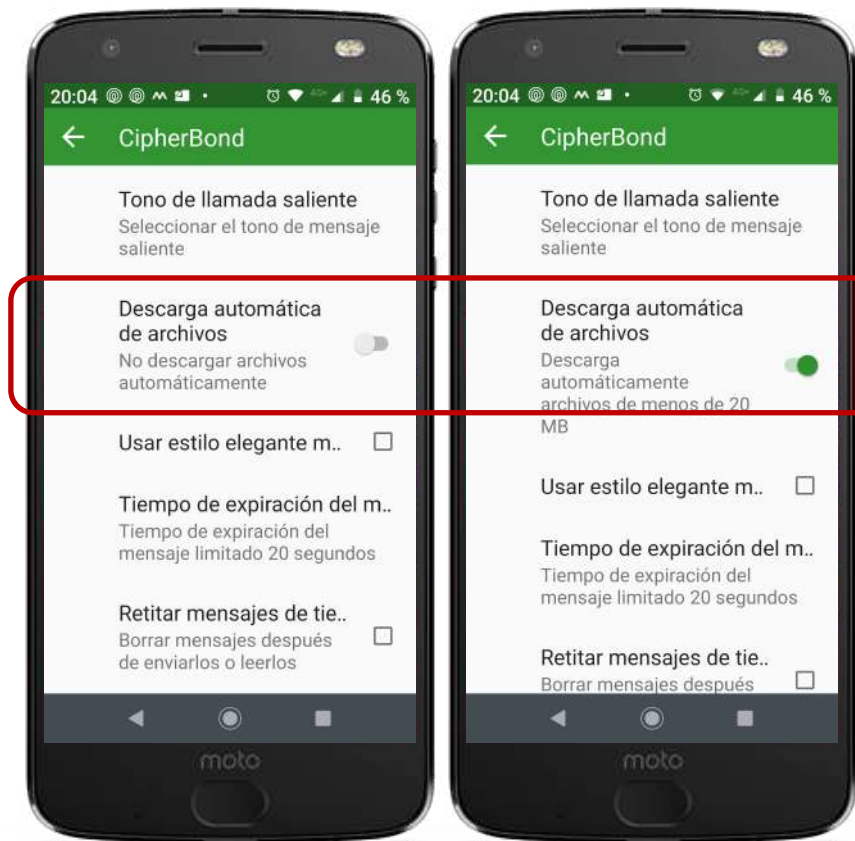 20:04 46 %
CipherBond
Tono de llamada saliente
Seleccionar el tono de mensaje
saliente
Descarga automática
de archivos
No descargar archivos
automáticamente
Usar estilo elegante m..
Tiempo de expiración del m..
Tiempo de expiración del
mensaje limitado 20 segundos
Retitar mensajes de tie..
Borrar mensajes después
de enviarlos o leerlos
moto
20:04 46 %
CipherBond
Tono de llamada saliente
Seleccionar el tono de mensaje
saliente
Descarga automática
de archivos
Descarga
automáticamente
archivos de menos de 20
MB
Usar estilo elegante m..
Tiempo de expiración del m..
Tiempo de expiración del
mensaje limitado 20 segundos
Retitar mensajes de tie..
Borrar mensajes después
moto